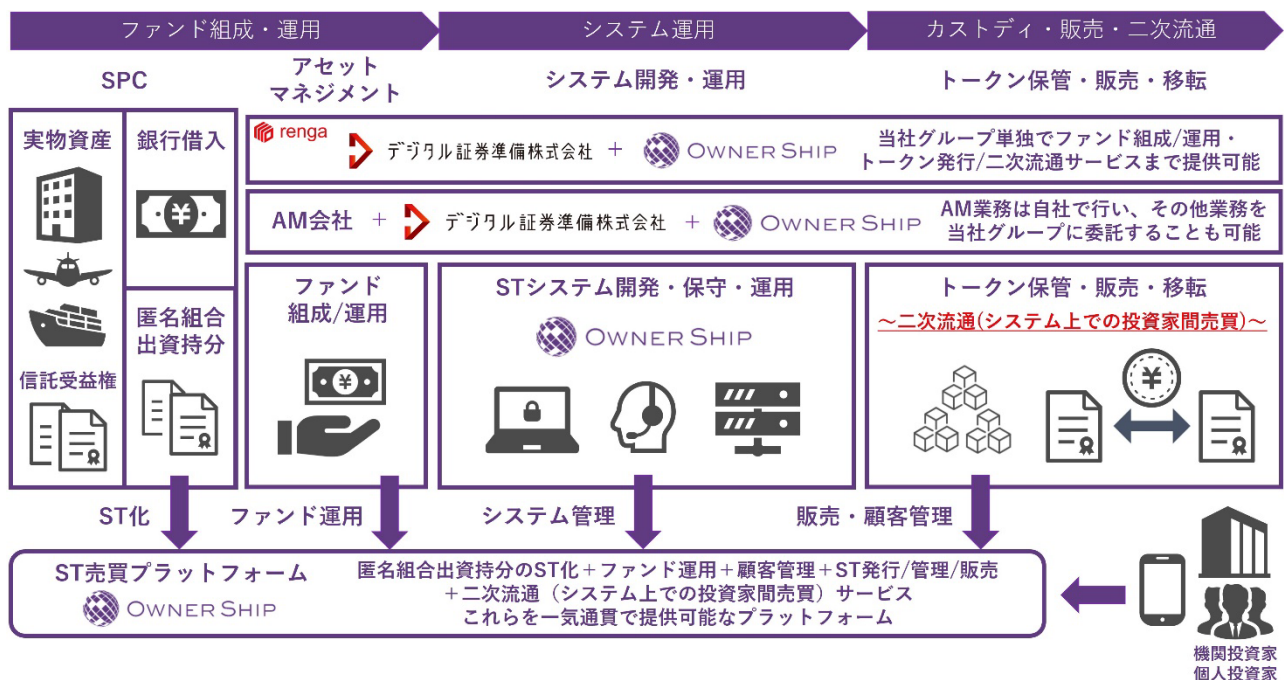 ファンド組成・運用
システム運用
カストディ・販売・二次流通
SPC
アセット
マネジメント
システム開発・運用
トークン保管・販売・移転
実物資産
銀行借入
匿名組合
出資持分
信託受益権
renga
デジタル証券準備株式会社
+
OWNERSHIP
当社グループ単独でファンド組成/運用・
トークン発行/二次流通サービスまで提供可能
AM会社
+
デジタル証券準備株式会社
+
OWNERSHIP
AM業務は自社で行い、その他業務を
当社グループに委託することも可能
ファンド
組成/運用
STシステム開発・保守・運用
OWNERSHIP
トークン保管・販売・移転
～二次流通(システム上での投資家間売買)～
ST化
ファンド運用
システム管理
販売・顧客管理
ST売買プラットフォーム
OWNERSHIP
匿名組合出資持分のST化＋ファンド運用＋顧客管理＋ST発行/管理/販売
＋二次流通（システム上での投資家間売買）サービス
これらを一気通貫で提供可能なプラットフォーム
機関投資家
個人投資家